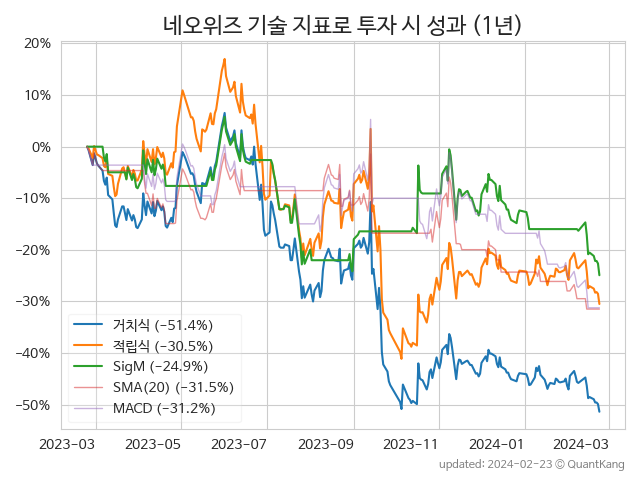 네오위즈 기술 지표로 투자 시 성과 (1년)
20%
10%
0%
−10%
−20%
−30%
−40%
−50%
거치식 (−51.4%)
적립식 (−30.5%)
SigM (−24.9%)
SMA(20) (−31.5%)
MACD (−31.2%)
2023−03 2023−05 2023−07 2023−09 2023−11 2024−01 2024−03
updated: 2024−02−23 ⓒ QuantKang